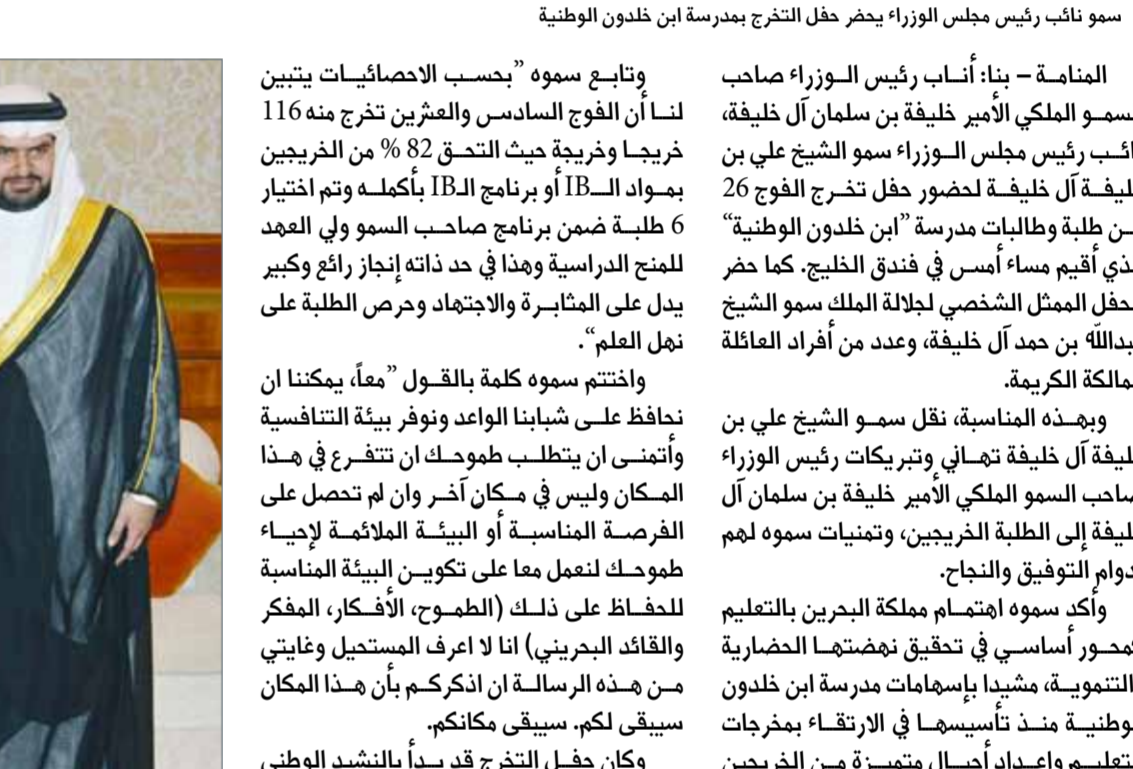 سمو نائب رئيس مجلس الوزراء يحضر حفل التخرج بمدرسة ابن خلدون الوطنية
المنامة – بنا: أناب رئيس الوزراء صاحب
السمو الملكي الأمير خليفة بن سلمان آل خليفة،
نائب رئيس مجلس الوزراء سمو الشيخ علي بن
خليفة آل خليفة لحضور حفل تخرج الفوج 26
من طلبة وطالبات مدرسة ”ابن خلدون الوطنية“
الذي أقيم مساء أمس في فندق الخليج. كما حضر
الحفل الممثل الشخصي لجلالة الملك سمو الشيخ
عبدالله بن حمد آل خليفة، وعدد من أفراد العائلة
المالكة الكريمة.
وبهذه المناسبة، نقل سمو الشيخ علي بن
خليفة آل خليفة تهاني وتبريكات رئيس الوزراء
صاحب السمو الملكي الأمير خليفة بن سلمان آل
خليفة إلى الطلبة الخريجين، وتمنيات سموه لهم
بدوام التوفيق والنجاح.
وأكد سموه اهتمام مملكة البحرين بالتعليم
كمحور أساسي في تحقيق نهضتها الحضارية
والتنموية، مشيدا بإسهامات مدرسة ابن خلدون
الوطنية منذ تأسيسها في الارتقاء بمخرجات
التعليم وإعداد أجيال متميزة من الخريجين
وتابع سموه ”بحسب الاحصائيات يتبين
لنا أن الفوج السادس والعشرين تخرج منه 116
خريجا وخريجة حيث التحق 82 % من الخريجين
بمواد الـIB أو برنامج الـIB بأكمله وتم اختيار
6 طلبة ضمن برنامج صاحب السمو ولي العهد
للمنح الدراسية وهذا في حد ذاته إنجاز رائع وكبير
يدل على المثابرة والاجتهاد وحرص الطلبة على
نهل العلم“.
واختتم سموه كلمة بالقول ”معاً، يمكننا ان
نحافظ على شبابنا الواعد ونوفر بيئة التنافسية
وأتمنى ان يتطلب طموحك ان تتفرع في هذا
المكان وليس في مكان آخر وان لم تحصل على
الفرصة المناسبة أو البيئة الملائمة لإحياء
طموحك لنعمل معا على تكوين البيئة المناسبة
للحفاظ على ذلك (الطموح، الأفكار، المفكر
والقائد البحريني) انا لا اعرف المستحيل وغايتي
من هذه الرسالة ان اذكركم بأن هذا المكان
سيبقى لكم. سيبقى مكانكم.
وكان حفل التخرج قد بدأ بالنشيد الوطني